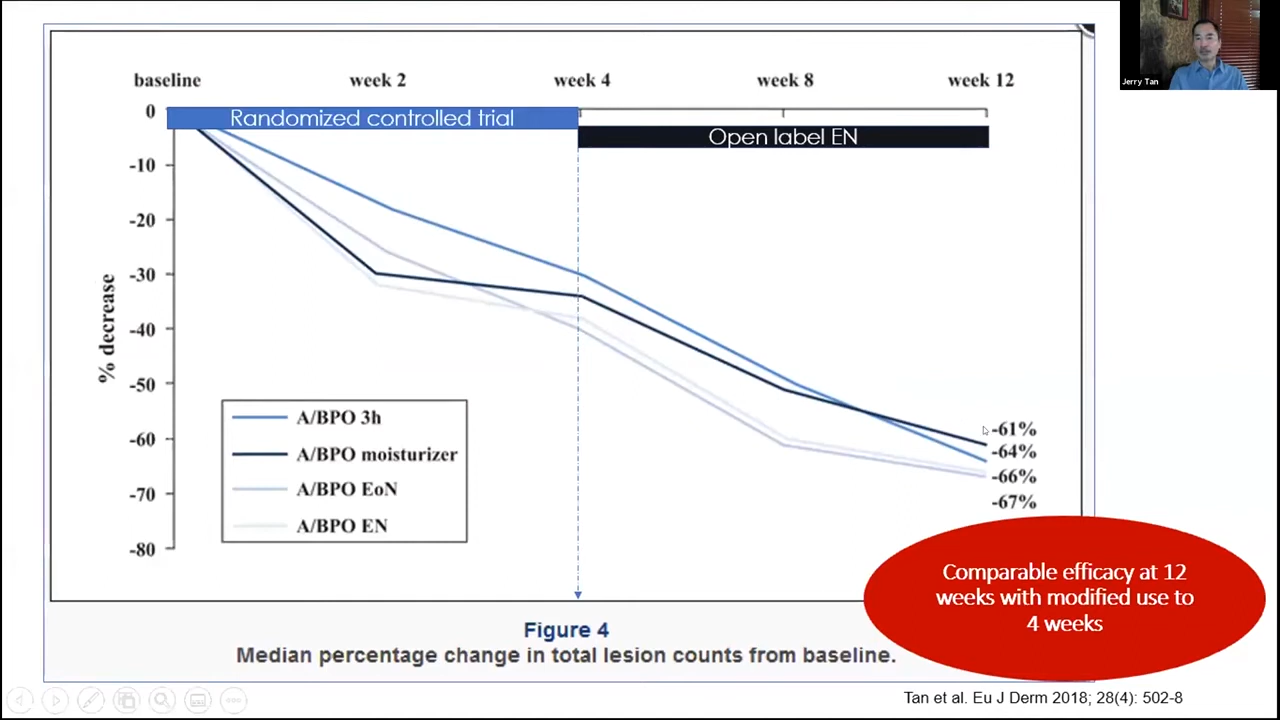 Jerry Tan
baseline week 2 week 4 week 8 week 12
0
Randomized controlled trial
Open label EN
-10
-20
-30
-40
-50
-60
-70
-80
% decrease
A/BPO 3h
A/BPO moisturizer
A/BPO EoN
A/BPO EN
-61%
-64%
-66%
-67%
Comparable efficacy at 12
weeks with modified use to
4 weeks
Figure 4
Median percentage change in total lesion counts from baseline.
Tan et al. Eu J Derm 2018; 28(4): 502-8